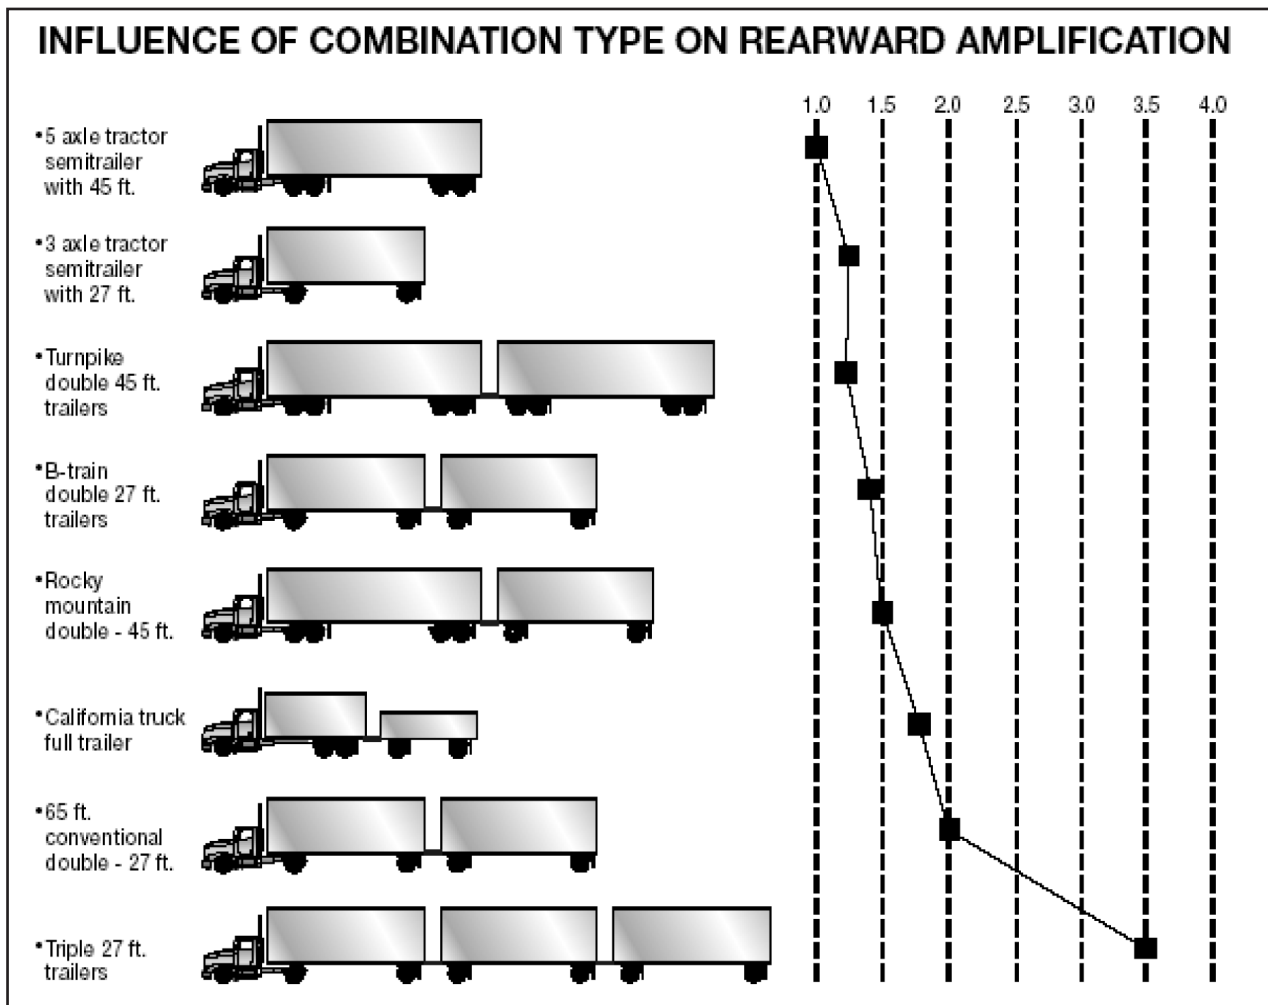 INFLUENCE OF COMBINATION TYPE ON REARWARD AMPLIFICATION
1.0 1.5 2.0 2.5 3.0 3.5 4.0
•5 axle tractor
semitrailer
with 45 ft.
•3 axle tractor
semitrailer
with 27 ft.
•Turnpike
double 45 ft.
trailers
•B-train
double 27 ft.
trailers
•Rocky
mountain
double - 45 ft.
•California truck
full trailer
•65 ft.
conventional
double - 27 ft.
•Triple 27 ft.
trailers